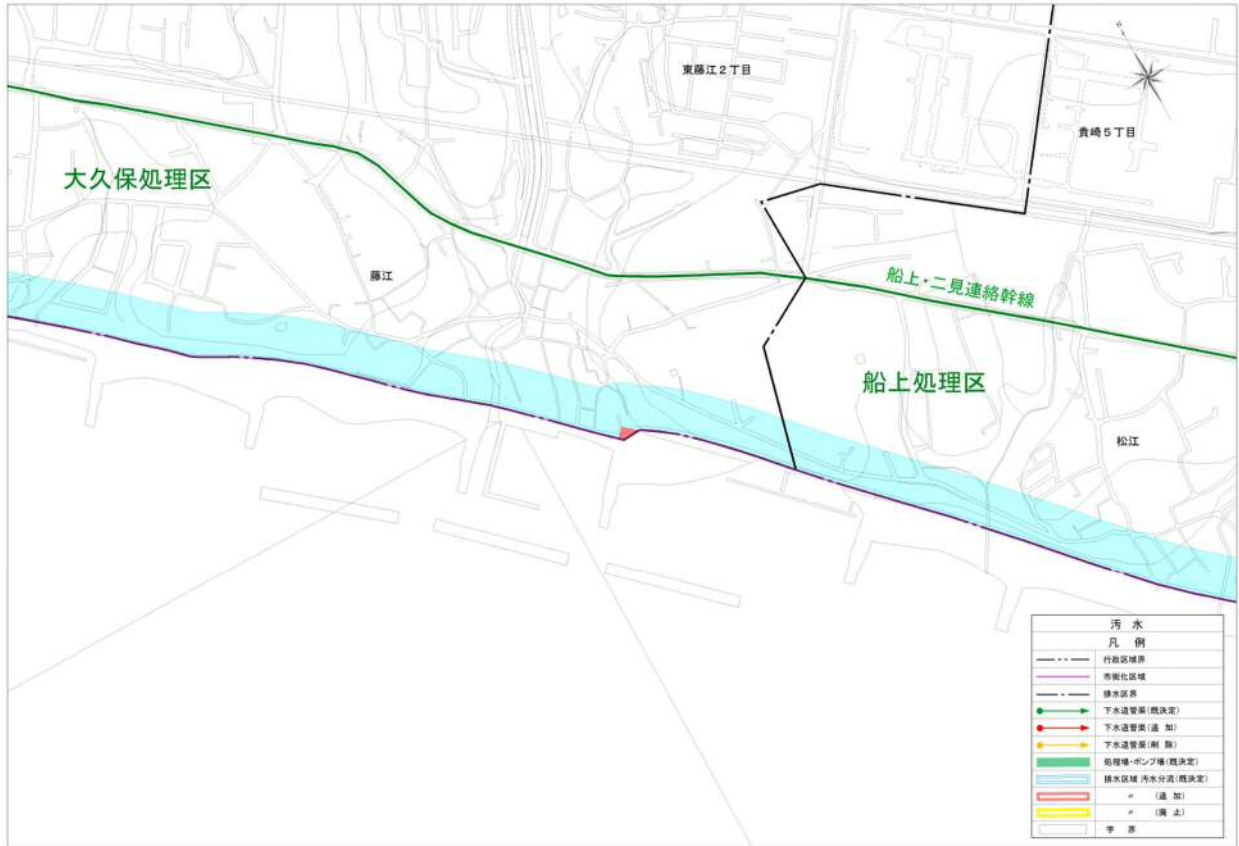 東藤江2丁目
貴崎5丁目
大久保処理区
藤江
船上・二見連絡幹線
船上処理区
松江
汚 水
凡 例
行政区域界
市街化区域
排水区界
下水道管渠(既決定)
下水道管渠(追 加)
下水道管渠(削 除)
処理場・ポンプ場(既決定)
排水区域 汚水分流(既決定)
〃 (追 加)
〃 (廃 止)
字 界